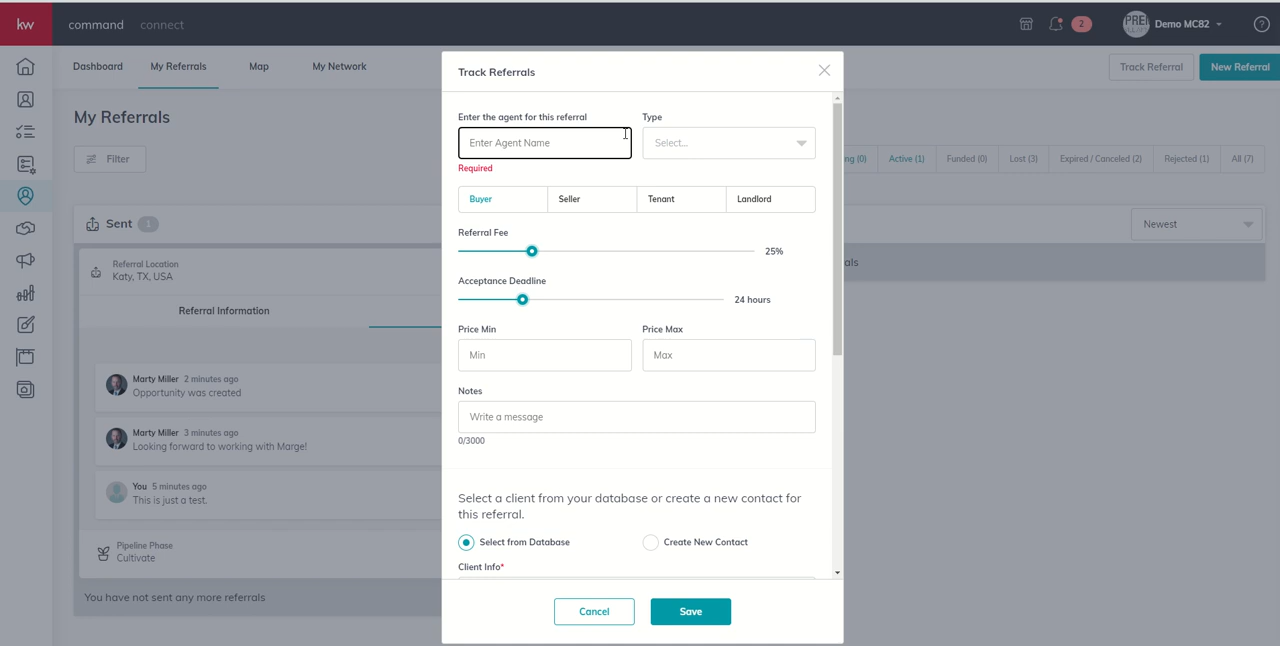 kw
command
connect
2
PREI
Demo MC82
?
Dashboard
My Referrals
Map
My Network
Track Referral
New Referral
My Referrals
Filter
(0)
Active (1)
Funded (0)
Lost (3)
Expired / Canceled (2)
Rejected (1)
All (7)
Sent 1
Newest
Referral Location
Katy, TX, USA
Referral Information
Marty Miller 2 minutes ago
Opportunity was created
Marty Miller 3 minutes ago
Looking forward to working with Marge!
You 5 minutes ago
This is just a test.
Pipeline Phase
Cultivate
You have not sent any more referrals
Track Referrals
Enter the agent for this referral
Type
Enter Agent Name
Select...
Required
Buyer
Seller
Tenant
Landlord
Referral Fee
25%
Acceptance Deadline
24 hours
Price Min
Price Max
Min
Max
Notes
Write a message
0/3000
Select a client from your database or create a new contact for
this referral.
Select from Database
Create New Contact
Client Info*
Cancel
Save